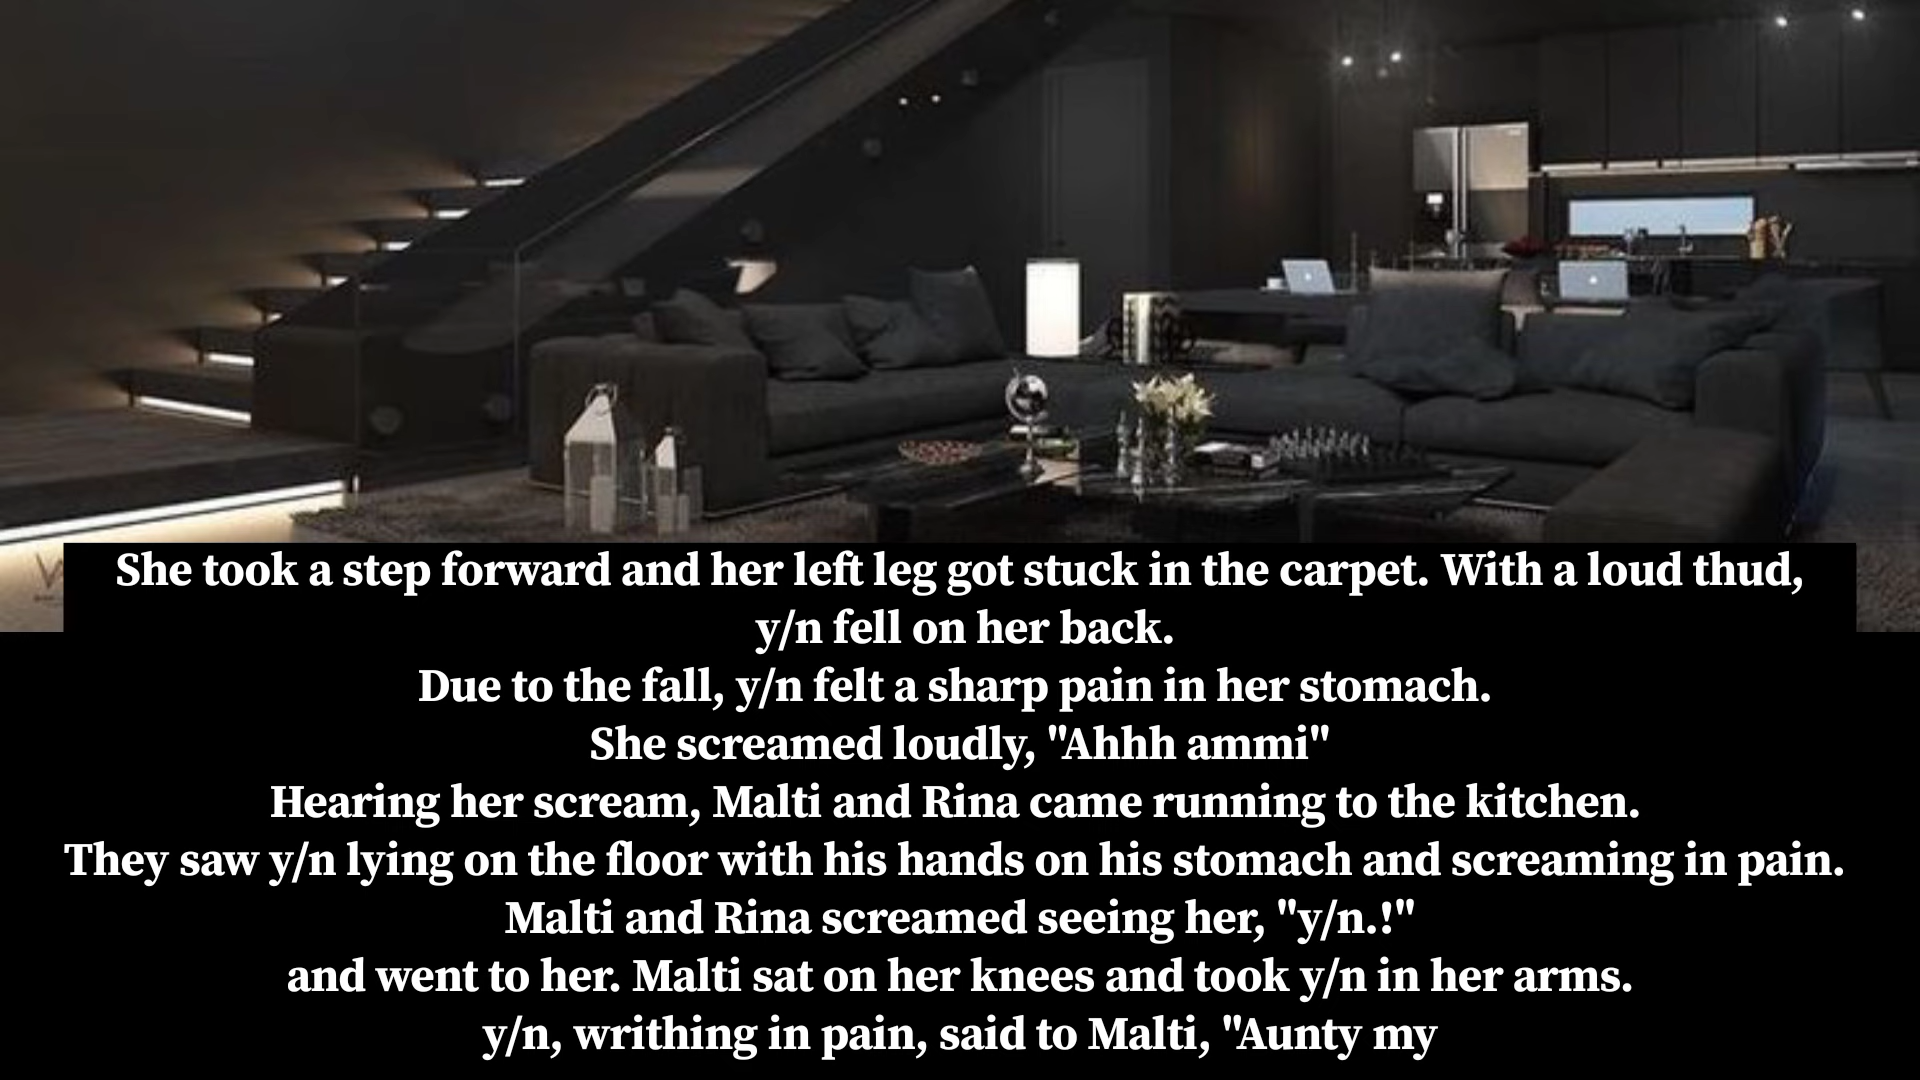 She took a step forward and her left leg got stuck in the carpet. With a loud thud,
y/n fell on her back.
Due to the fall, y/n felt a sharp pain in her stomach.
She screamed loudly, "Ahhh ammi"
Hearing her scream, Malti and Rina came running to the kitchen.
They saw y/n lying on the floor with his hands on his stomach and screaming in pain.
Malti and Rina screamed seeing her, "y/n.!"
and went to her. Malti sat on her knees and took y/n in her arms.
y/n, writhing in pain, said to Malti, "Aunty my